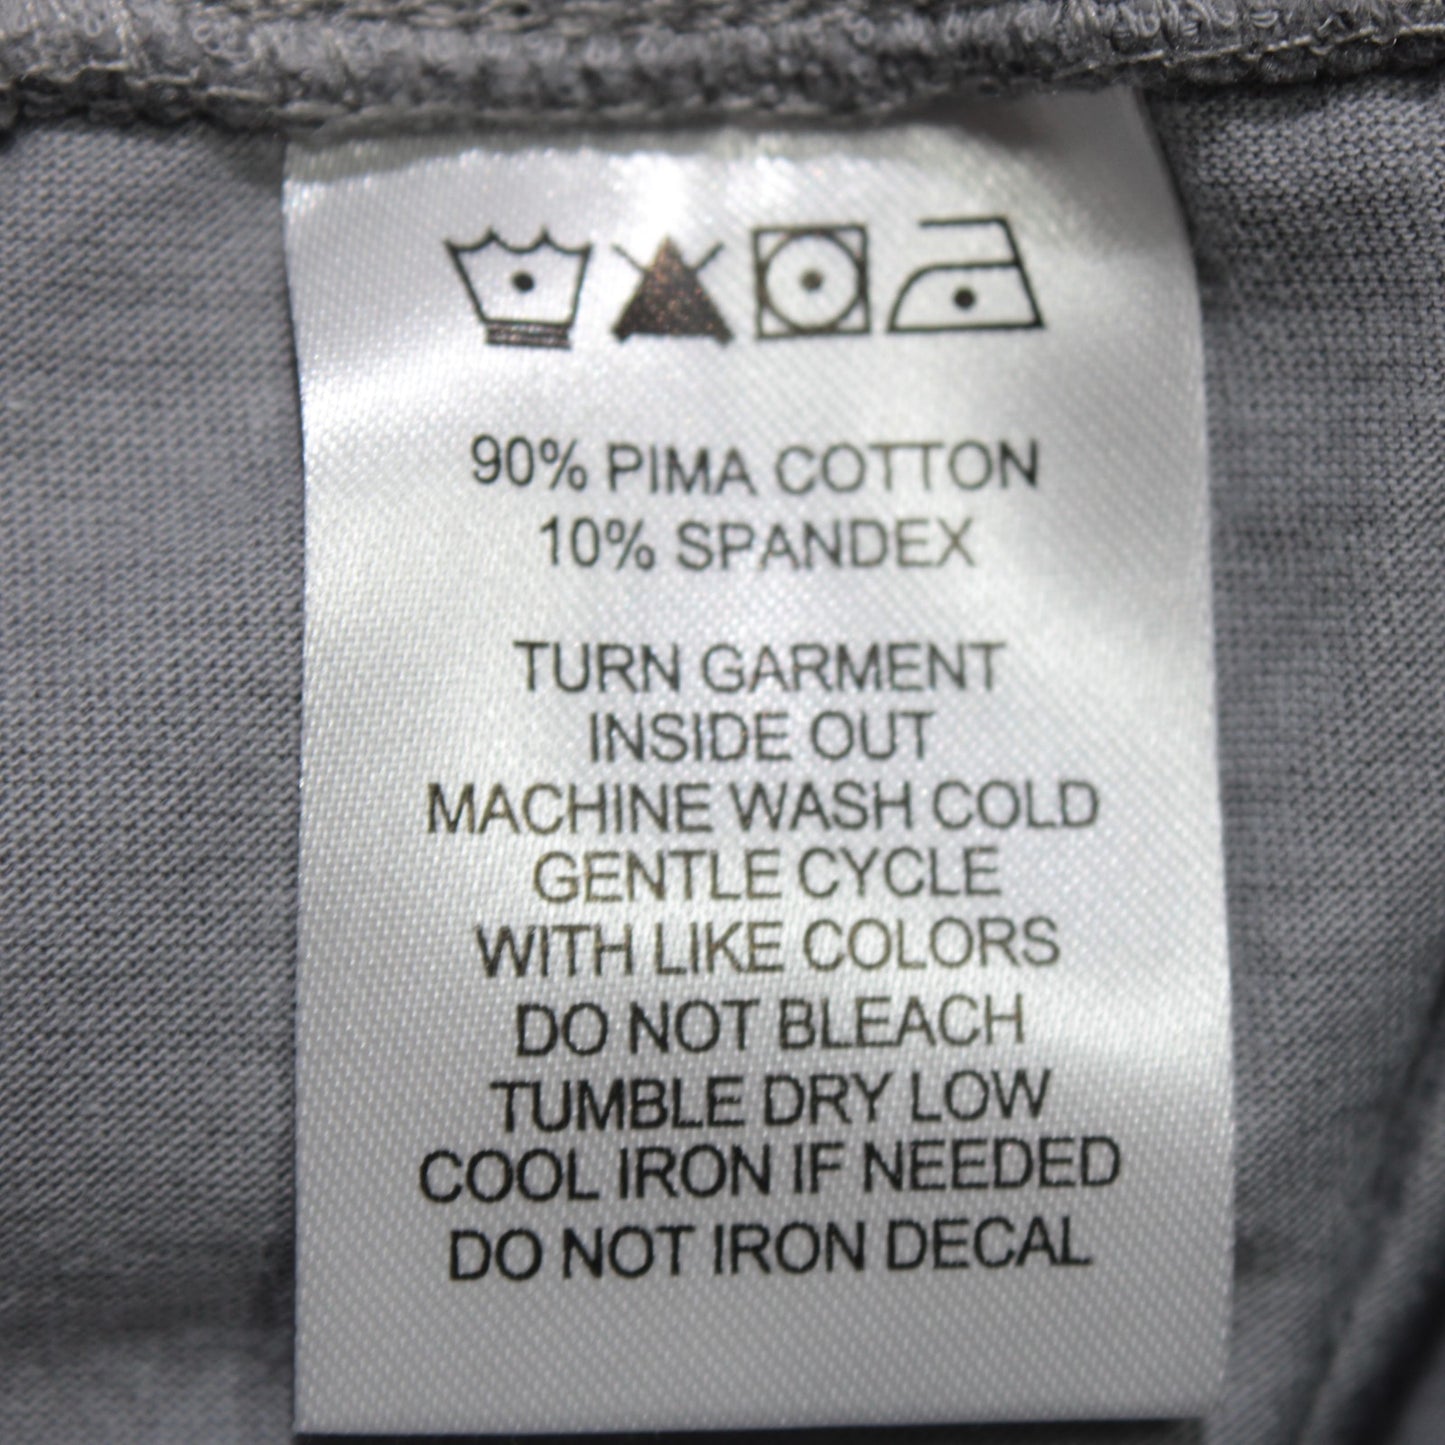 90% PIMA COTTON
10% SPANDEX
TURN GARMENT
INSIDE OUT
MACHINE WASH COLD
GENTLE CYCLE
WITH LIKE COLORS
DO NOT BLEACH
TUMBLE DRY LOW
COOL IRON IF NEEDED
DO NOT IRON DECAL